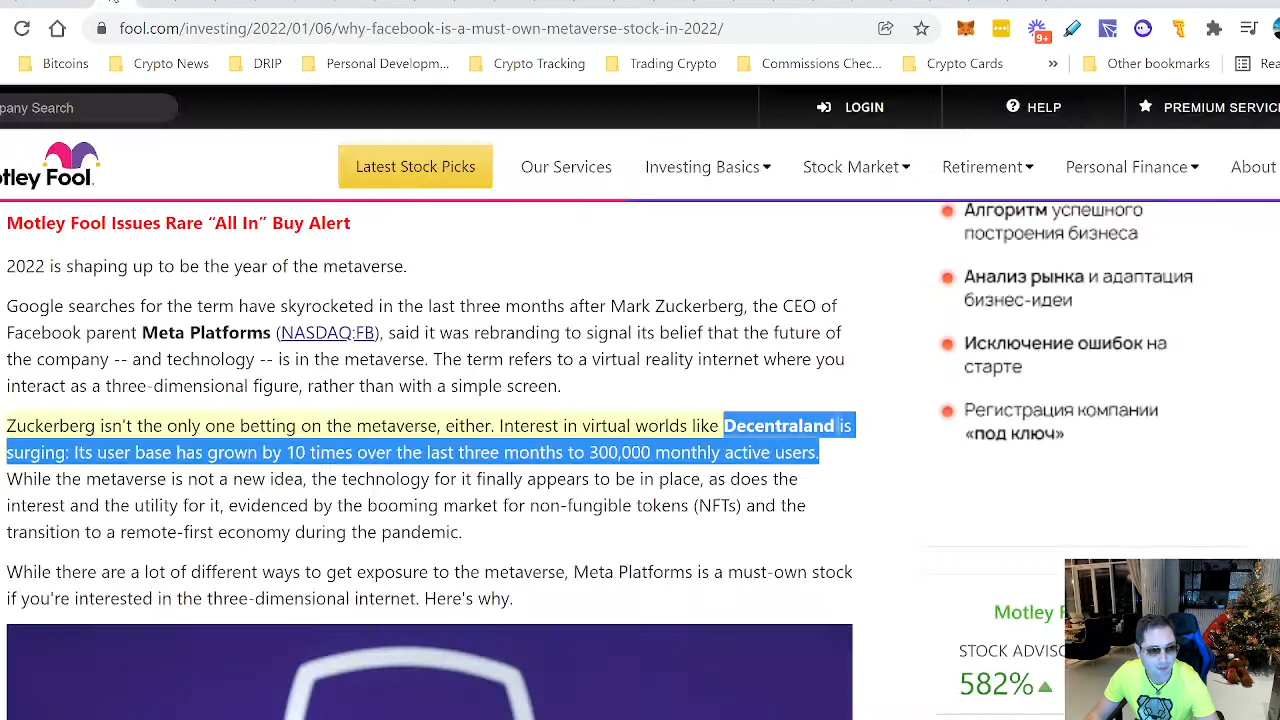 fool.com/investing/2022/01/06/why-facebook-is-a-must-own-metaverse-stock-in-2022/
9+
Bitcoins
Crypto News
DRIP
Personal Developm...
Crypto Tracking
Trading Crypto
Commissions Chec...
Crypto Cards
»
Other bookmarks
Rea
pany Search
LOGIN
HELP
PREMIUM SERVIC
tley Fool.
Latest Stock Picks
Our Services
Investing Basics
Stock Market
Retirement
Personal Finance
About
Motley Fool Issues Rare “All In” Buy Alert
2022 is shaping up to be the year of the metaverse.
Google searches for the term have skyrocketed in the last three months after Mark Zuckerberg, the CEO of
Facebook parent Meta Platforms (NASDAQ:FB), said it was rebranding to signal its belief that the future of
the company -- and technology -- is in the metaverse. The term refers to a virtual reality internet where you
interact as a three-dimensional figure, rather than with a simple screen.
Zuckerberg isn't the only one betting on the metaverse, either. Interest in virtual worlds like Decentraland is
surging: Its user base has grown by 10 times over the last three months to 300,000 monthly active users.
While the metaverse is not a new idea, the technology for it finally appears to be in place, as does the
interest and the utility for it, evidenced by the booming market for non-fungible tokens (NFTs) and the
transition to a remote-first economy during the pandemic.
While there are a lot of different ways to get exposure to the metaverse, Meta Platforms is a must-own stock
if you're interested in the three-dimensional internet. Here's why.
Алгоритм успешного
построения бизнеса
Анализ рынка и адаптация
бизнес-идеи
Исключение ошибок на
старте
Регистрация компании
«под ключ»
Motley F
STOCK ADVISO
582%